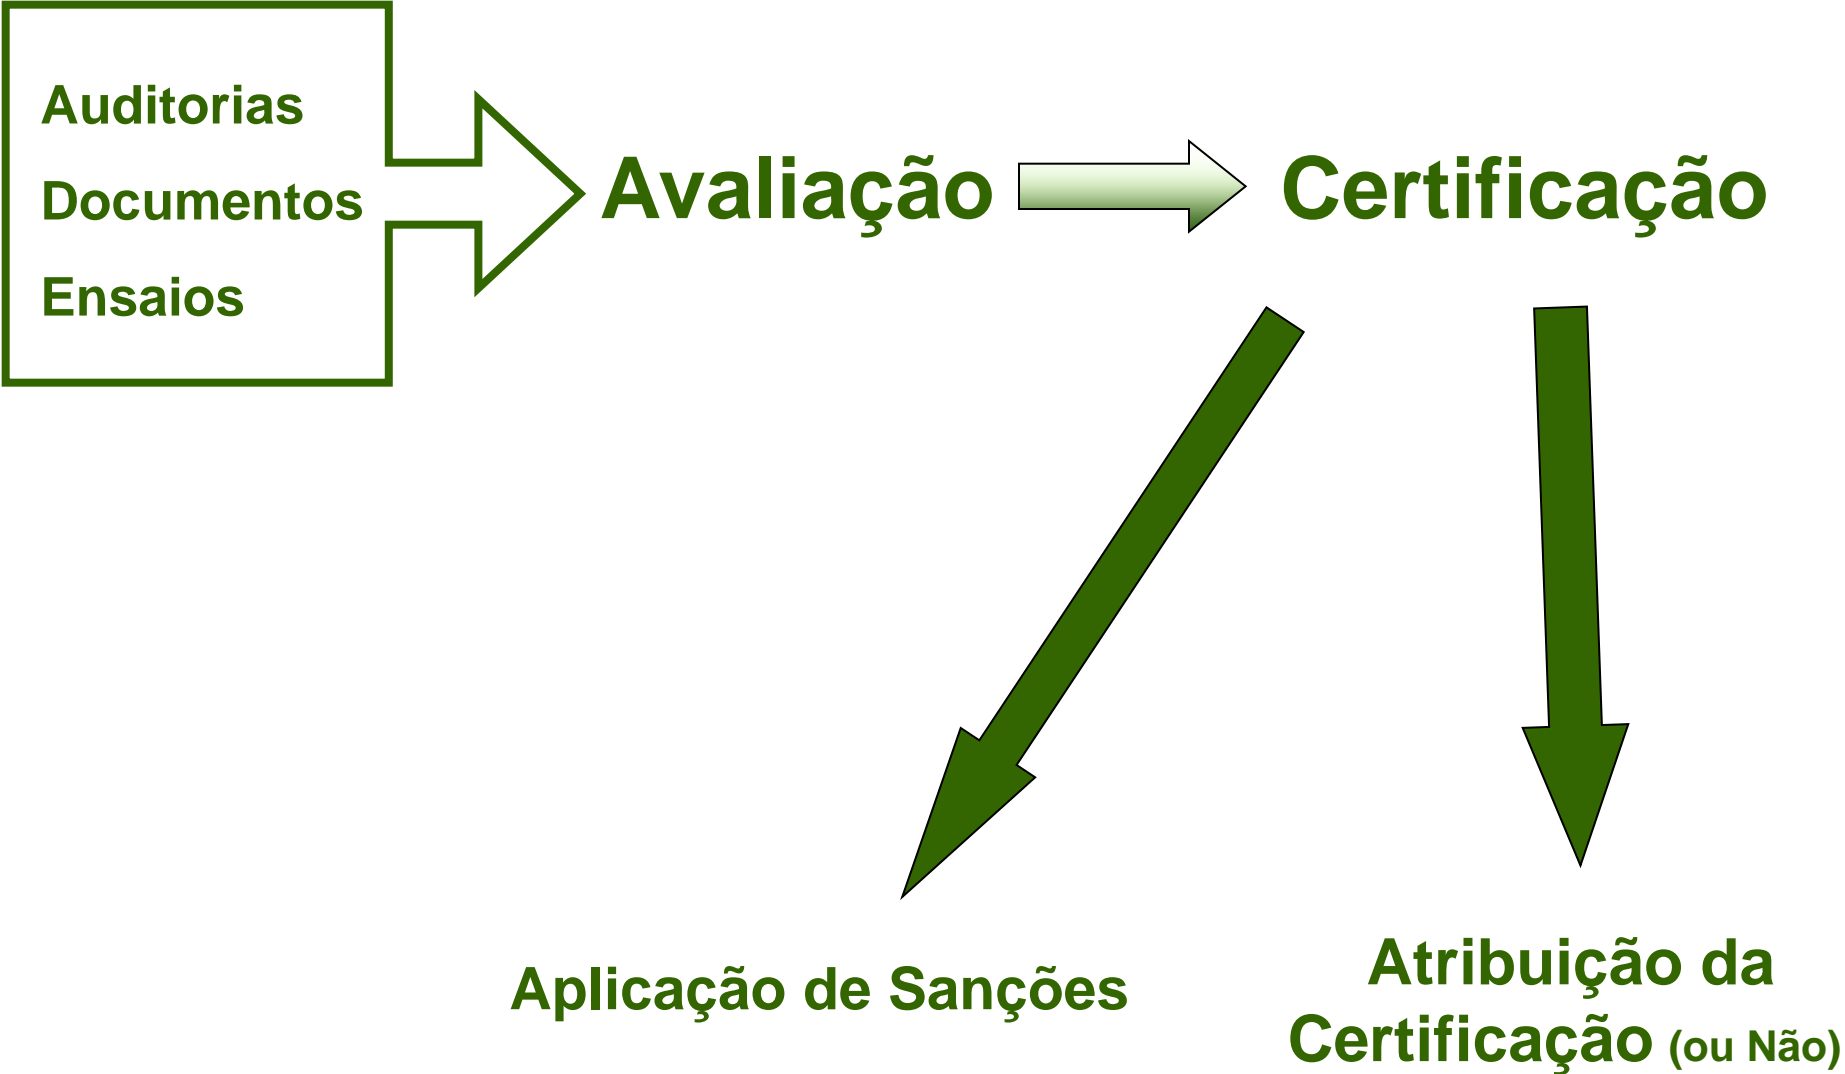 Auditorias
Documentos
Ensaios
Avaliação
Certificação
Aplicação de Sanções
Atribuição da
Certificação (ou Não)